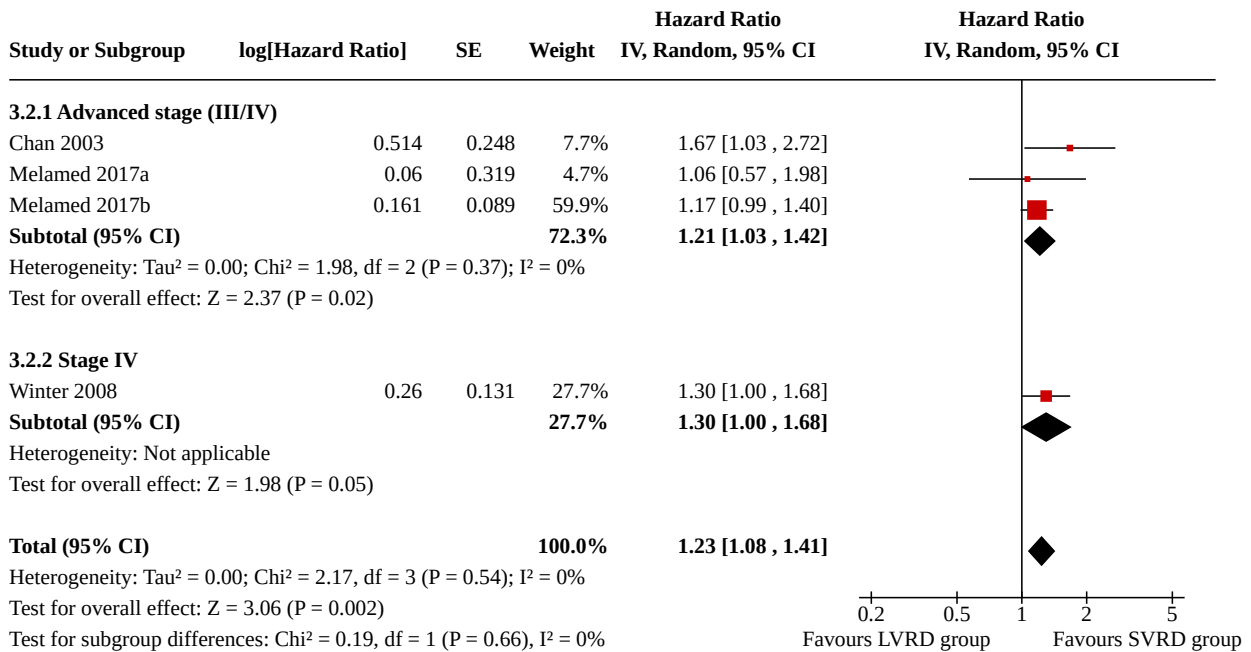 Hazard Ratio Hazard Ratio
Study or Subgroup log[Hazard Ratio] SE Weight IV, Random, 95% CI IV, Random, 95% CI
3.2.1 Advanced stage (III/IV)
Chan 2003 0.514 0.248 7.7% 1.67 [1.03 , 2.72]
Melamed 2017a 0.06 0.319 4.7% 1.06 [0.57 , 1.98]
Melamed 2017b 0.161 0.089 59.9% 1.17 [0.99 , 1.40]
Subtotal (95% CI) 72.3% 1.21 [1.03 , 1.42]
Heterogeneity: Tau² = 0.00; Chi² = 1.98, df = 2 (P = 0.37); I² = 0%
Test for overall effect: Z = 2.37 (P = 0.02)
3.2.2 Stage IV
Winter 2008 0.26 0.131 27.7% 1.30 [1.00 , 1.68]
Subtotal (95% CI) 27.7% 1.30 [1.00 , 1.68]
Heterogeneity: Not applicable
Test for overall effect: Z = 1.98 (P = 0.05)
Total (95% CI) 100.0% 1.23 [1.08 , 1.41]
Heterogeneity: Tau² = 0.00; Chi² = 2.17, df = 3 (P = 0.54); I² = 0%
Test for overall effect: Z = 3.06 (P = 0.002) 0.2 0.5 1 2 5
Test for subgroup differences: Chi² = 0.19, df = 1 (P = 0.66), I² = 0% Favours LVRD group Favours SVRD group